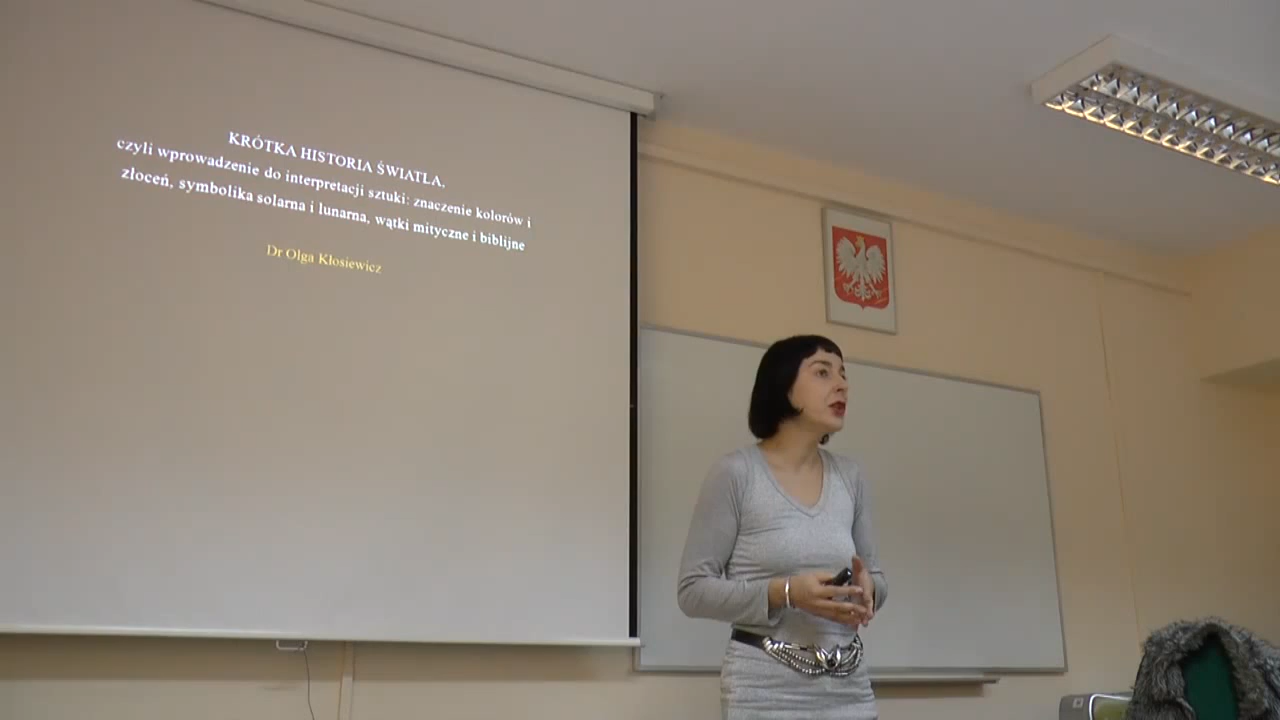 KRÓTKA HISTORIA ŚWIATŁA,
czyli wprowadzenie do interpretacji sztuki: znaczenie kolorów i
złoceń, symbolika solarna i lunarna, wątki mityczne i biblijne
Dr Olga Kłosiewicz